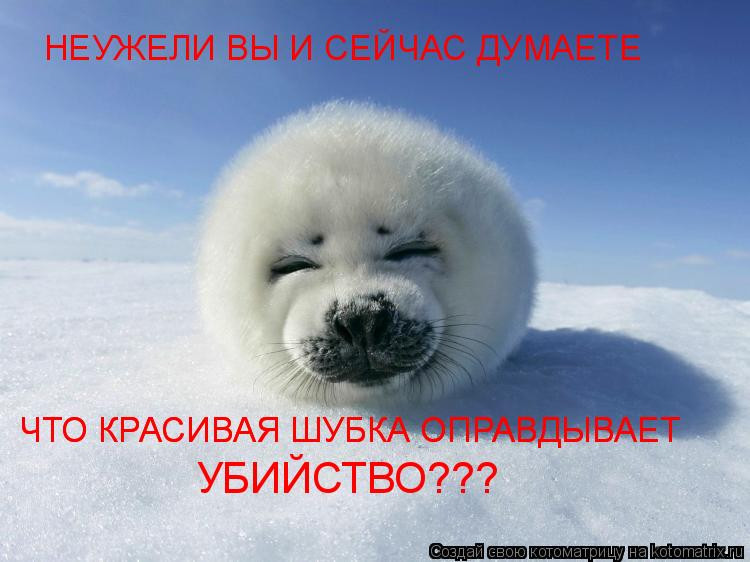 НЕУЖЕЛИ ВЫ И СЕЙЧАС ДУМАЕТЕ
ЧТО КРАСИВАЯ ШУБКА ОПРАВДЫВАЕТ
УБИЙСТВО???
Создай свою котоматрицу на kotomatrix.ru